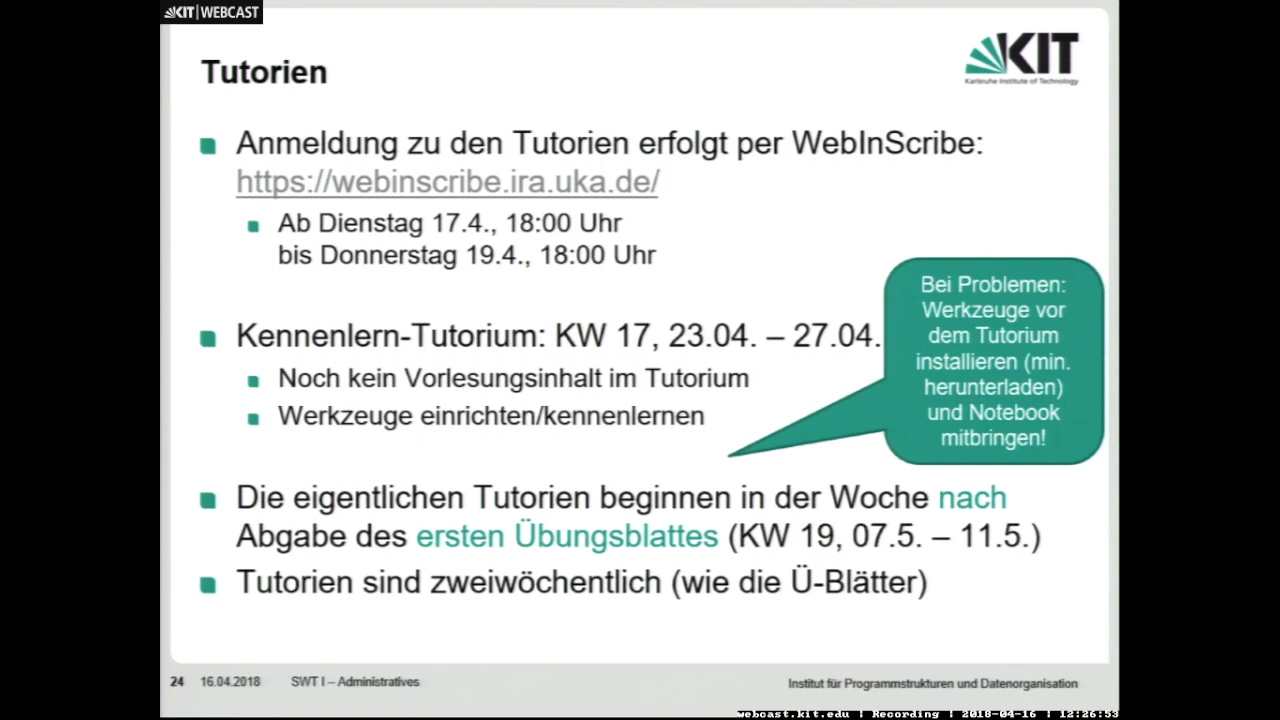 KIT | WEBCAST
Tutorien
KIT
Karlsruhe Institute of Technology
Anmeldung zu den Tutorien erfolgt per WebInScribe:
https://webinscribe.ira.uka.de/
Ab Dienstag 17.4., 18:00 Uhr
bis Donnerstag 19.4., 18:00 Uhr
Kennenlern-Tutorium: KW 17, 23.04. – 27.04.
Noch kein Vorlesungsinhalt im Tutorium
Werkzeuge einrichten/kennenlernen
Bei Problemen:
Werkzeuge vor
dem Tutorium
installieren (min.
herunterladen)
und Notebook
mitbringen!
Die eigentlichen Tutorien beginnen in der Woche nach
Abgabe des ersten Übungsblattes (KW 19, 07.5. – 11.5.)
Tutorien sind zweiwöchentlich (wie die Ü-Blätter)
24 16.04.2018 SWT I – Administratives
Institut für Programmstrukturen und Datenorganisation
webcast.kit.edu | Recording | 2018-04-16 | 12:26:53